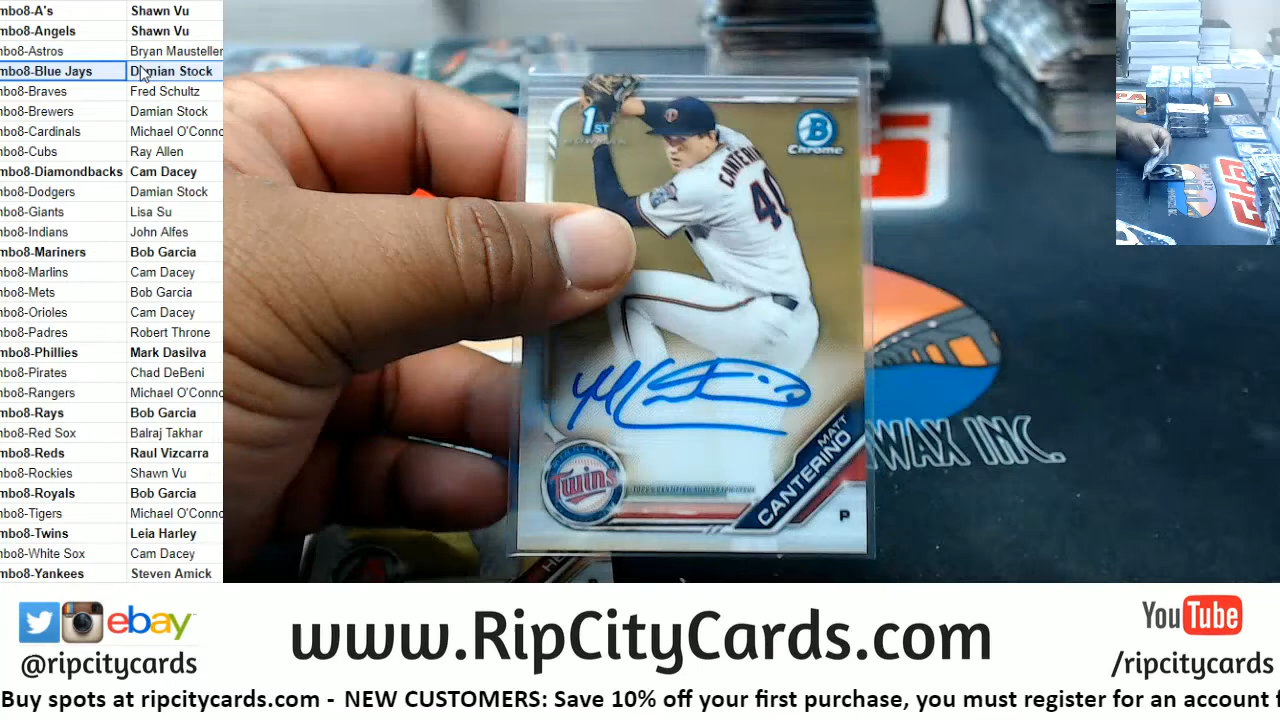 mbo8-A's Shawn Vu
mbo8-Angels Shawn Vu
mbo8-Astros Bryan Mausteller
mbo8-Blue Jays Damian Stock
mbo8-Braves Fred Schultz
mbo8-Brewers Damian Stock
mbo8-Cardinals Michael O'Conno
mbo8-Cubs Ray Allen
mbo8-Diamondbacks Cam Dacey
mbo8-Dodgers Damian Stock
mbo8-Giants Lisa Su
mbo8-Indians John Alfes
mbo8-Mariners Bob Garcia
mbo8-Marlins Cam Dacey
mbo8-Mets Bob Garcia
mbo8-Orioles Cam Dacey
mbo8-Padres Robert Throne
mbo8-Phillies Mark Dasilva
mbo8-Pirates Chad DeBeni
mbo8-Rangers Michael O'Conno
mbo8-Rays Bob Garcia
mbo8-Red Sox Balraj Takhar
mbo8-Reds Raul Vizcarra
mbo8-Rockies Shawn Vu
mbo8-Royals Bob Garcia
mbo8-Tigers Michael O'Conno
mbo8-Twins Leia Harley
mbo8-White Sox Cam Dacey
mbo8-Yankees Steven Amick
1ST
B
Chrome
40
Twins
MATT
CANTERINO
P
WAX INC.
ebay
@ripcitycards
www.RipCityCards.com
YouTube
/ripcitycards
Buy spots at ripcitycards.com - NEW CUSTOMERS: Save 10% off your first purchase, you must register for an account f